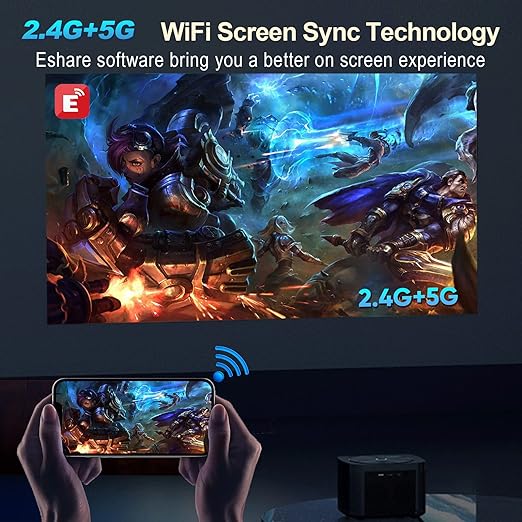 2.4G+5G WiFi Screen Sync Technology
Eshare software bring you a better on screen experience
E
2.4G+5G